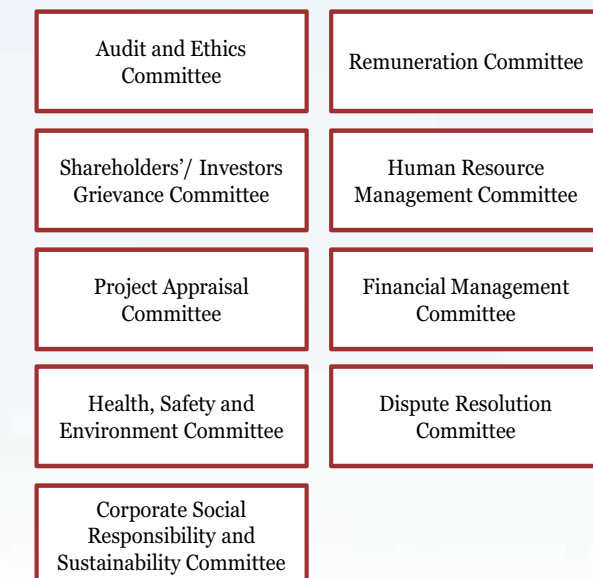 Audit and Ethics
Committee
Remuneration Committee
Shareholders’/ Investors
Grievance Committee
Human Resource
Management Committee
Project Appraisal
Committee
Financial Management
Committee
Health, Safety and
Environment Committee
Dispute Resolution
Committee
Corporate Social
Responsibility and
Sustainability Committee